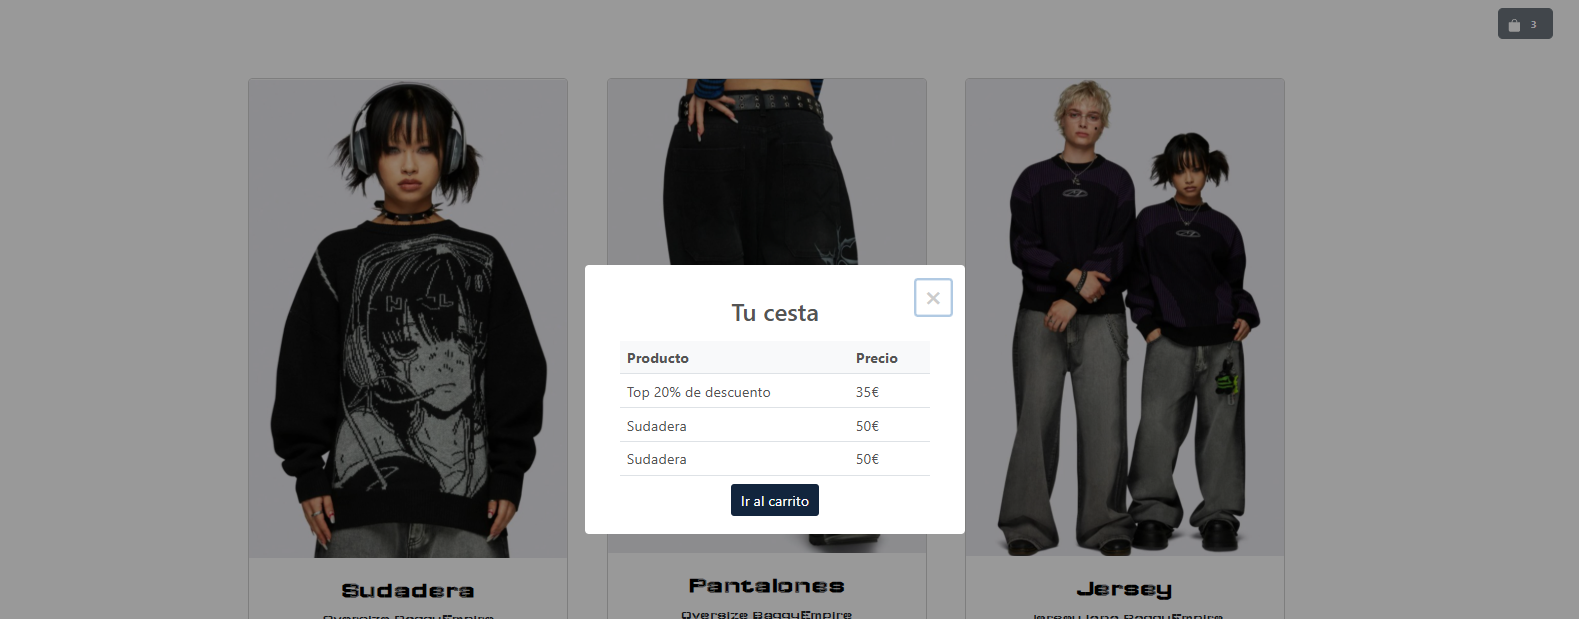 3
Tu cesta
×
Producto Precio
Top 20% de descuento 35€
Sudadera 50€
Sudadera 50€
Ir al carrito
Sudadera
Pantalones
Jersey
Oversize BaggyEmpire
Oversize BaggyEmpire
Jersey long BaggyEmpire